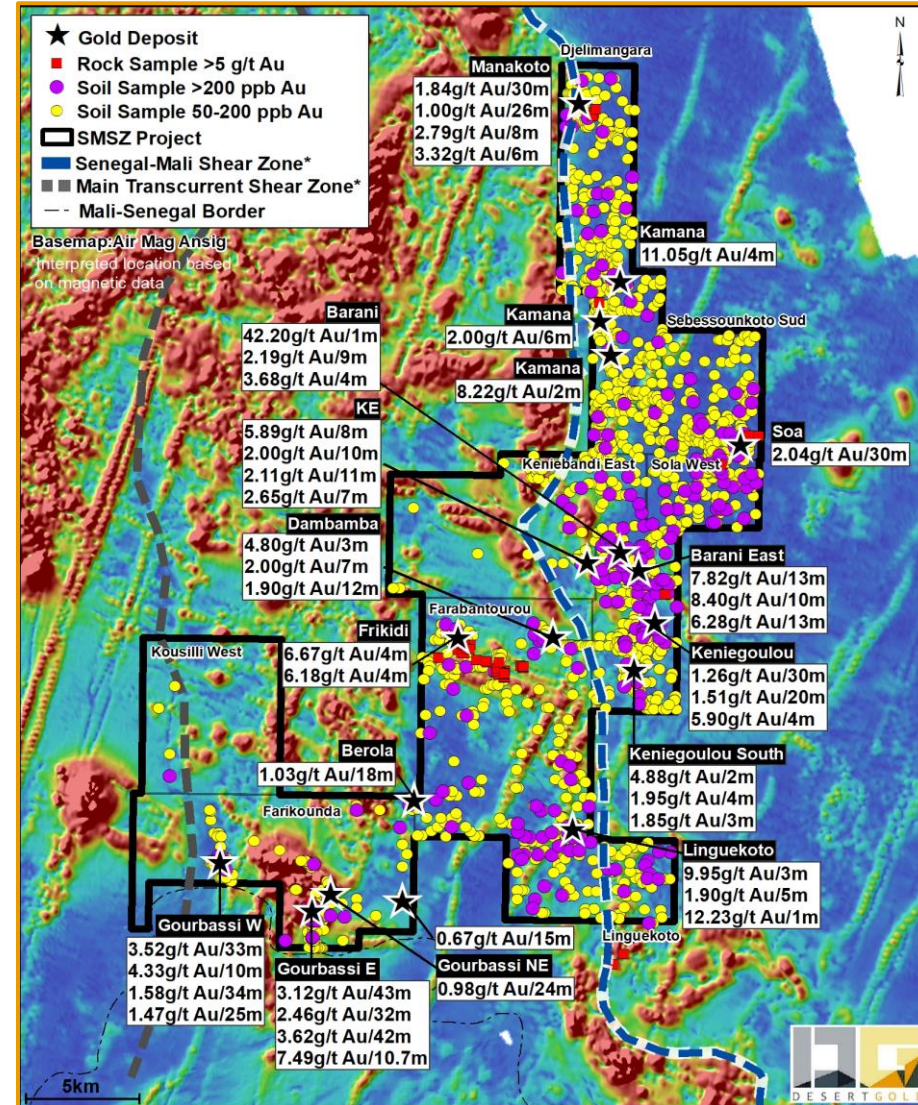 Gold Deposit
Rock Sample >5 g/t Au
Soil Sample >200 ppb Au
Soil Sample 50-200 ppb Au
SMSZ Project
Senegal-Mali Shear Zone*
Main Transcurrent Shear Zone*
Mali-Senegal Border
Basemap:Air Mag Ansig
*Interpreted location based
on magnetic data
N
Djelimangara
Manakoto
1.84g/t Au/30m
1.00g/t Au/26m
2.79g/t Au/8m
3.32g/t Au/6m
Kamana
11.05g/t Au/4m
Kamana
2.00g/t Au/6m
Kamana
8.22g/t Au/2m
Sebessounkoto Sud
Barani
42.20g/t Au/1m
2.19g/t Au/9m
3.68g/t Au/4m
KE
5.89g/t Au/8m
2.00g/t Au/10m
2.11g/t Au/11m
2.65g/t Au/7m
Soa
2.04g/t Au/30m
Keniebandi East
Sola West
Dambamba
4.80g/t Au/3m
2.00g/t Au/7m
1.90g/t Au/12m
Barani East
7.82g/t Au/13m
8.40g/t Au/10m
6.28g/t Au/13m
Farabantourou
Frikidi
6.67g/t Au/4m
6.18g/t Au/4m
Kousilli West
Keniegoulou
1.26g/t Au/30m
1.51g/t Au/20m
5.90g/t Au/4m
Berola
1.03g/t Au/18m
Keniegoulou South
4.88g/t Au/2m
1.95g/t Au/4m
1.85g/t Au/3m
Farikounda
Linguekoto
9.95g/t Au/3m
1.90g/t Au/5m
12.23g/t Au/1m
Linguekoto
Gourbassi W
3.52g/t Au/33m
4.33g/t Au/10m
1.58g/t Au/34m
1.47g/t Au/25m
Gourbassi E
3.12g/t Au/43m
2.46g/t Au/32m
3.62g/t Au/42m
7.49g/t Au/10.7m
0.67g/t Au/15m
Gourbassi NE
0.98g/t Au/24m
5km
DESERTGOLD